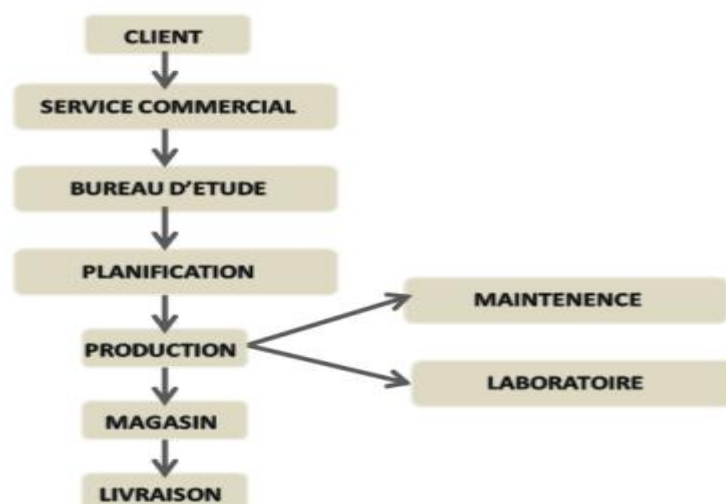 CLIENT
SERVICE COMMERCIAL
BUREAU D'ETUDE
PLANIFICATION
MAINTENENCE
PRODUCTION
LABORATOIRE
MAGASIN
LIVRAISON